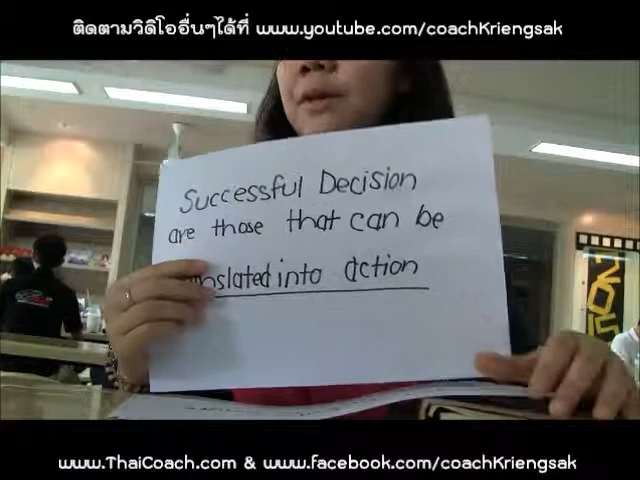 ติดตามวิดิโออื่นๆได้ที่ www.youtube.com/coachKriengsak
Successful Decision
are those that can be
nslated into action
www.ThaiCoach.com & www.facebook.com/coachKriengsak